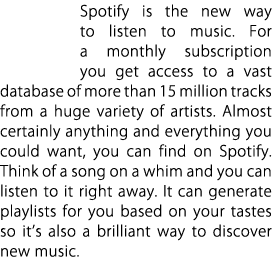 Spotify is the new way
to listen to music. For
a monthly subscription
you get access to a vast
database of more than 15 million tracks
from a huge variety of artists. Almost
certainly anything and everything you
could want, you can find on Spotify.
Think of a song on a whim and you can
listen to it right away. It can generate
playlists for you based on your tastes
so it's also a brilliant way to discover
new music.